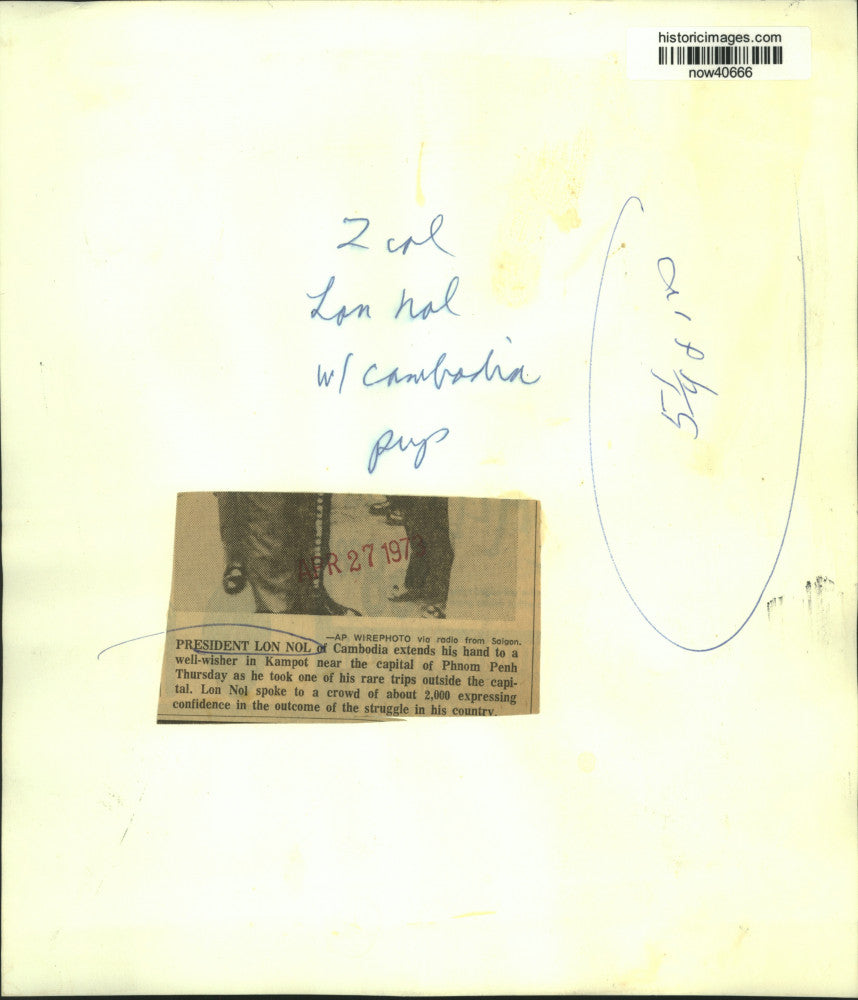 historicimages.com
now40666
2 col
Lon Nol
w/ Cambodia
APR 27 197
—AP WIREPHOTO via radio from Saigon.
PRESIDENT LON NOL of Cambodia extends his hand to a
well-wisher in Kampot near the capital of Phnom Penh
Thursday as he took one of his rare trips outside the capi-
tal. Lon Nol spoke to a crowd of about 2,000 expressing
confidence in the outcome of the struggle in his country.